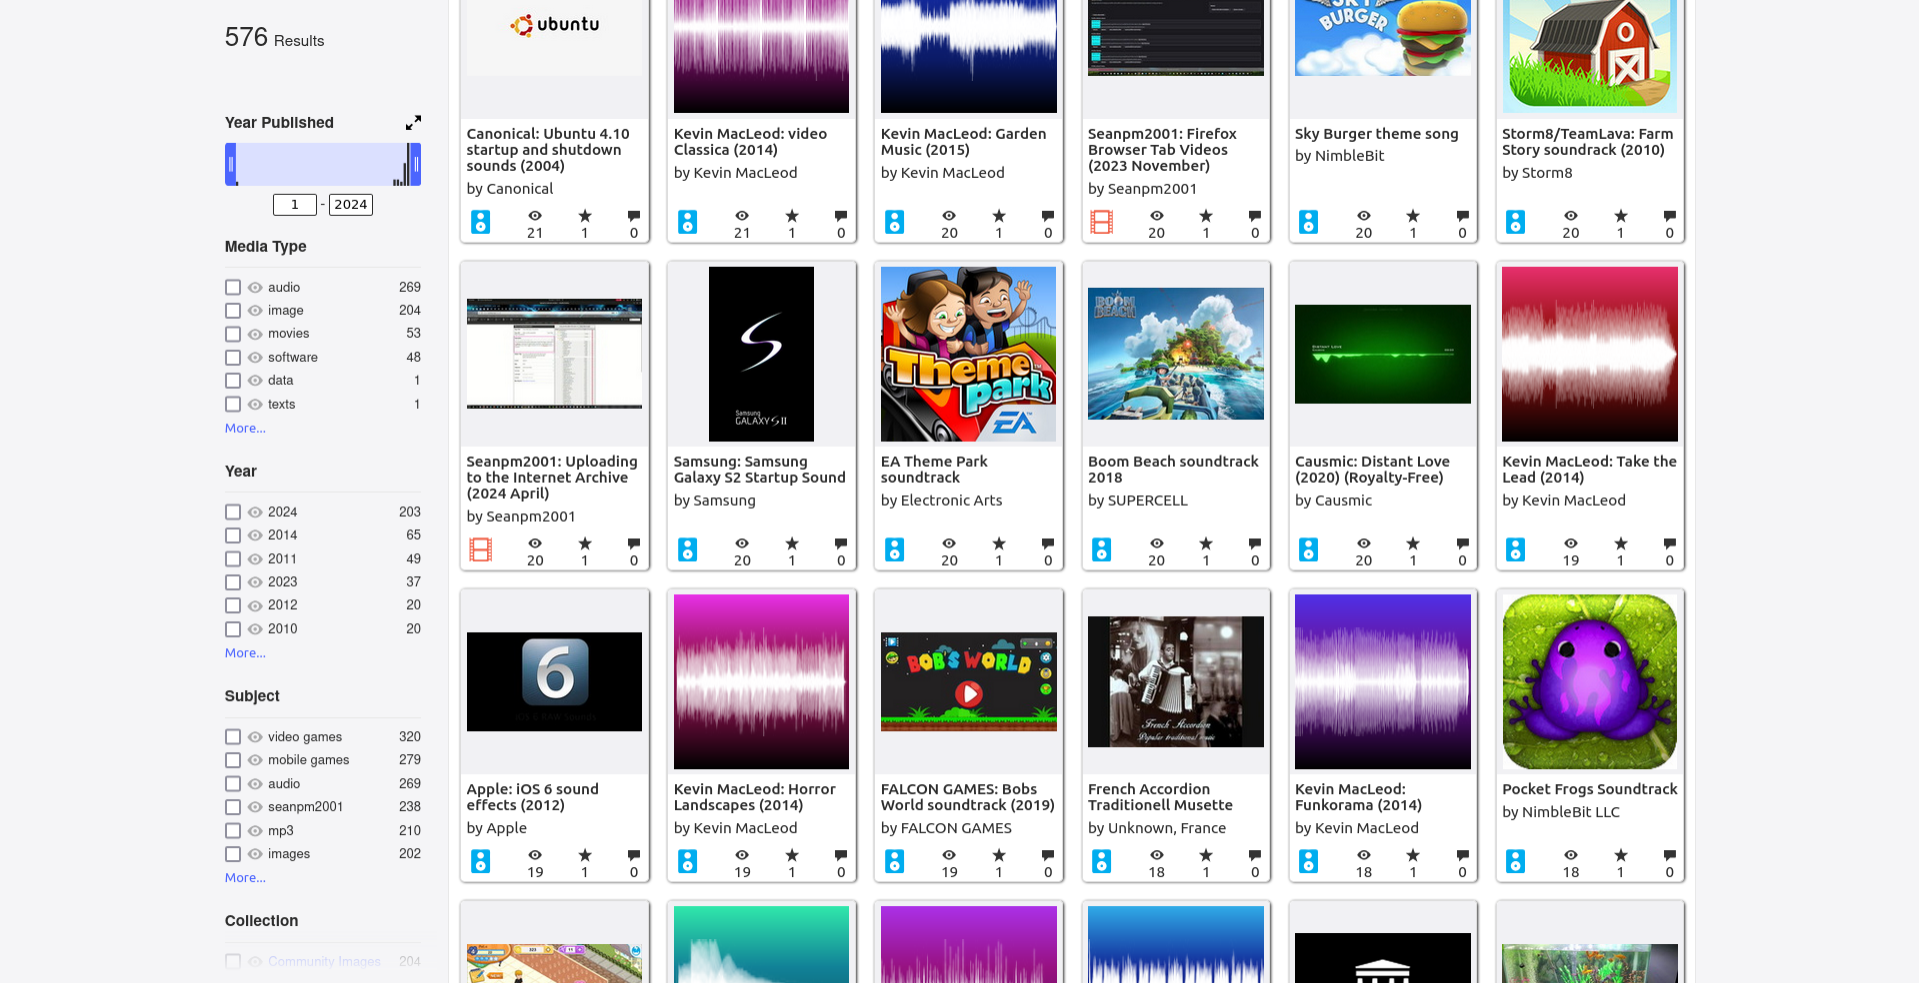 576 Results
Year Published
1 - 2024
Media Type
audio 269
image 204
movies 53
software 48
data 1
texts 1
More...
Year
2024 203
2014 65
2011 49
2023 37
2012 20
2010 20
More...
Subject
video games 320
mobile games 279
audio 269
seanpm2001 238
mp3 210
images 202
More...
Collection
Community Images 204
ubuntu
Canonical: Ubuntu 4.10
startup and shutdown
sounds (2004)
by Canonical
21 1 0
Kevin MacLeod: video
Classica (2014)
by Kevin MacLeod
21 1 0
Kevin MacLeod: Garden
Music (2015)
by Kevin MacLeod
20 1 0
Seanpm2001: Firefox
Browser Tab Videos
(2023 November)
by Seanpm2001
20 1 0
SKY
BURGER
Sky Burger theme song
by NimbleBit
20 1 0
Storm8/TeamLava: Farm
Story soundrack (2010)
by Storm8
20 1 0
Seanpm2001: Uploading
to the Internet Archive
(2024 April)
by Seanpm2001
20 1 0
Samsung
GALAXY S II
Samsung: Samsung
Galaxy S2 Startup Sound
by Samsung
20 1 0
Theme
park
EA
EA Theme Park
soundtrack
by Electronic Arts
20 1 0
BOOM
BEACH
Boom Beach soundtrack
2018
by SUPERCELL
20 1 0
DISTANT LOVE
Causmic: Distant Love
(2020) (Royalty-Free)
by Causmic
20 1 0
Kevin MacLeod: Take the
Lead (2014)
by Kevin MacLeod
19 1 0
6
Apple: iOS 6 sound
effects (2012)
by Apple
19 1 0
Kevin MacLeod: Horror
Landscapes (2014)
by Kevin MacLeod
19 1 0
BOB'S WORLD
FALCON GAMES: Bobs
World soundtrack (2019)
by FALCON GAMES
19 1 0
French Accordion
Popular traditional music
French Accordion
Traditionell Musette
by Unknown, France
18 1 0
Kevin MacLeod:
Funkorama (2014)
by Kevin MacLeod
18 1 0
Pocket Frogs Soundtrack
by NimbleBit LLC
18 1 0